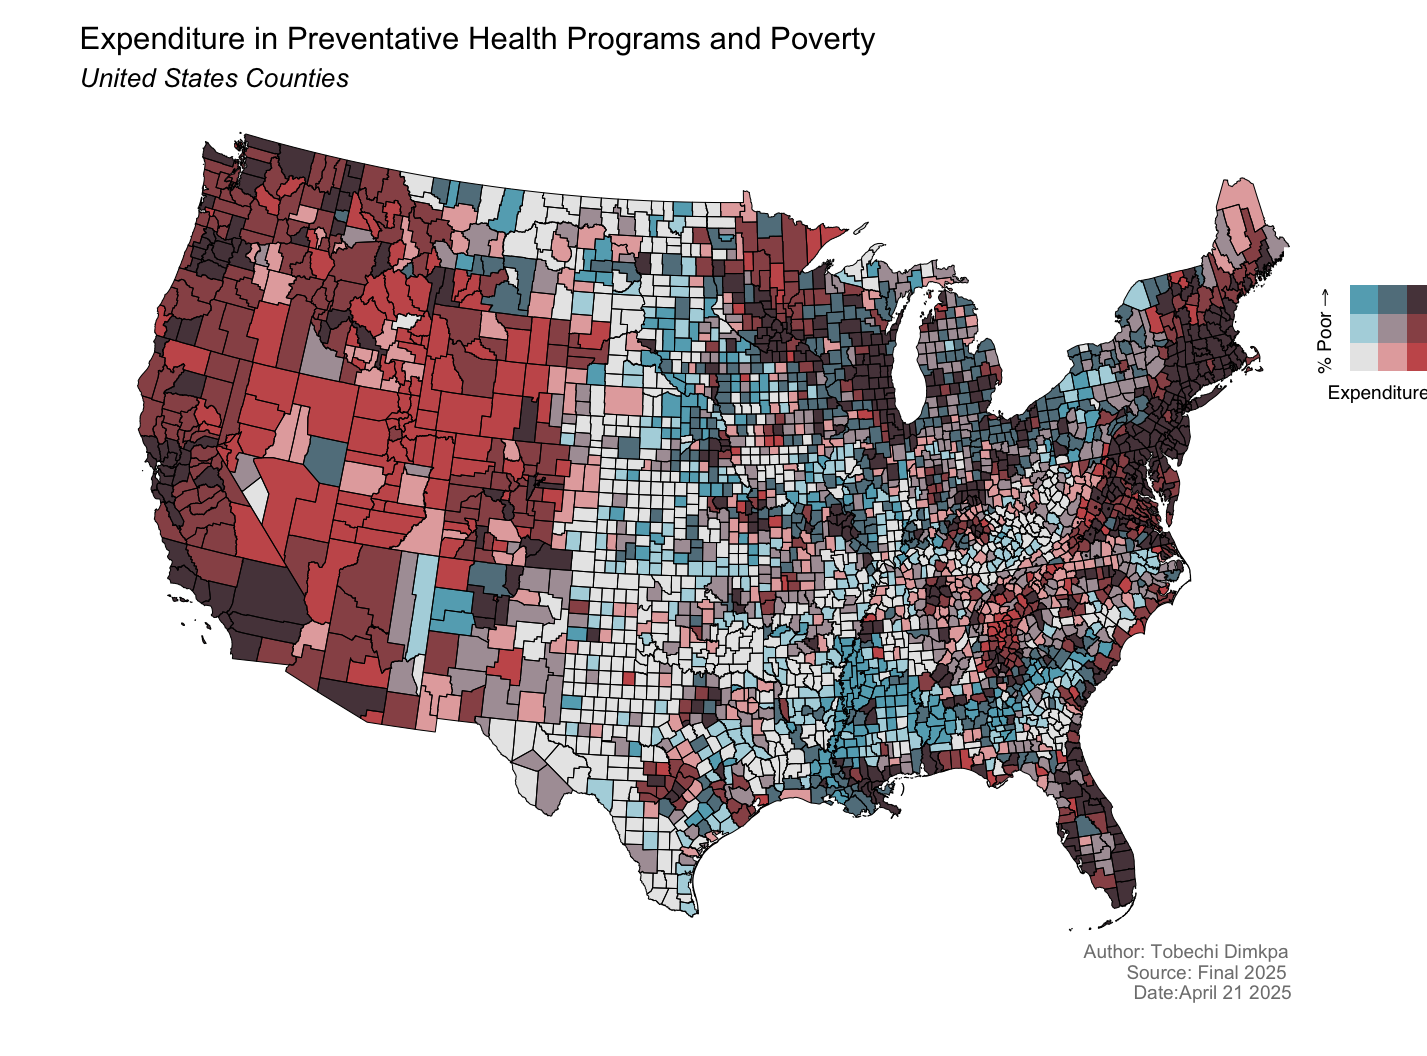 Expenditure in Preventative Health Programs and Poverty
United States Counties
% Poor →
Expenditure
Author: Tobechi Dimkpa
Source: Final 2025
Date:April 21 2025